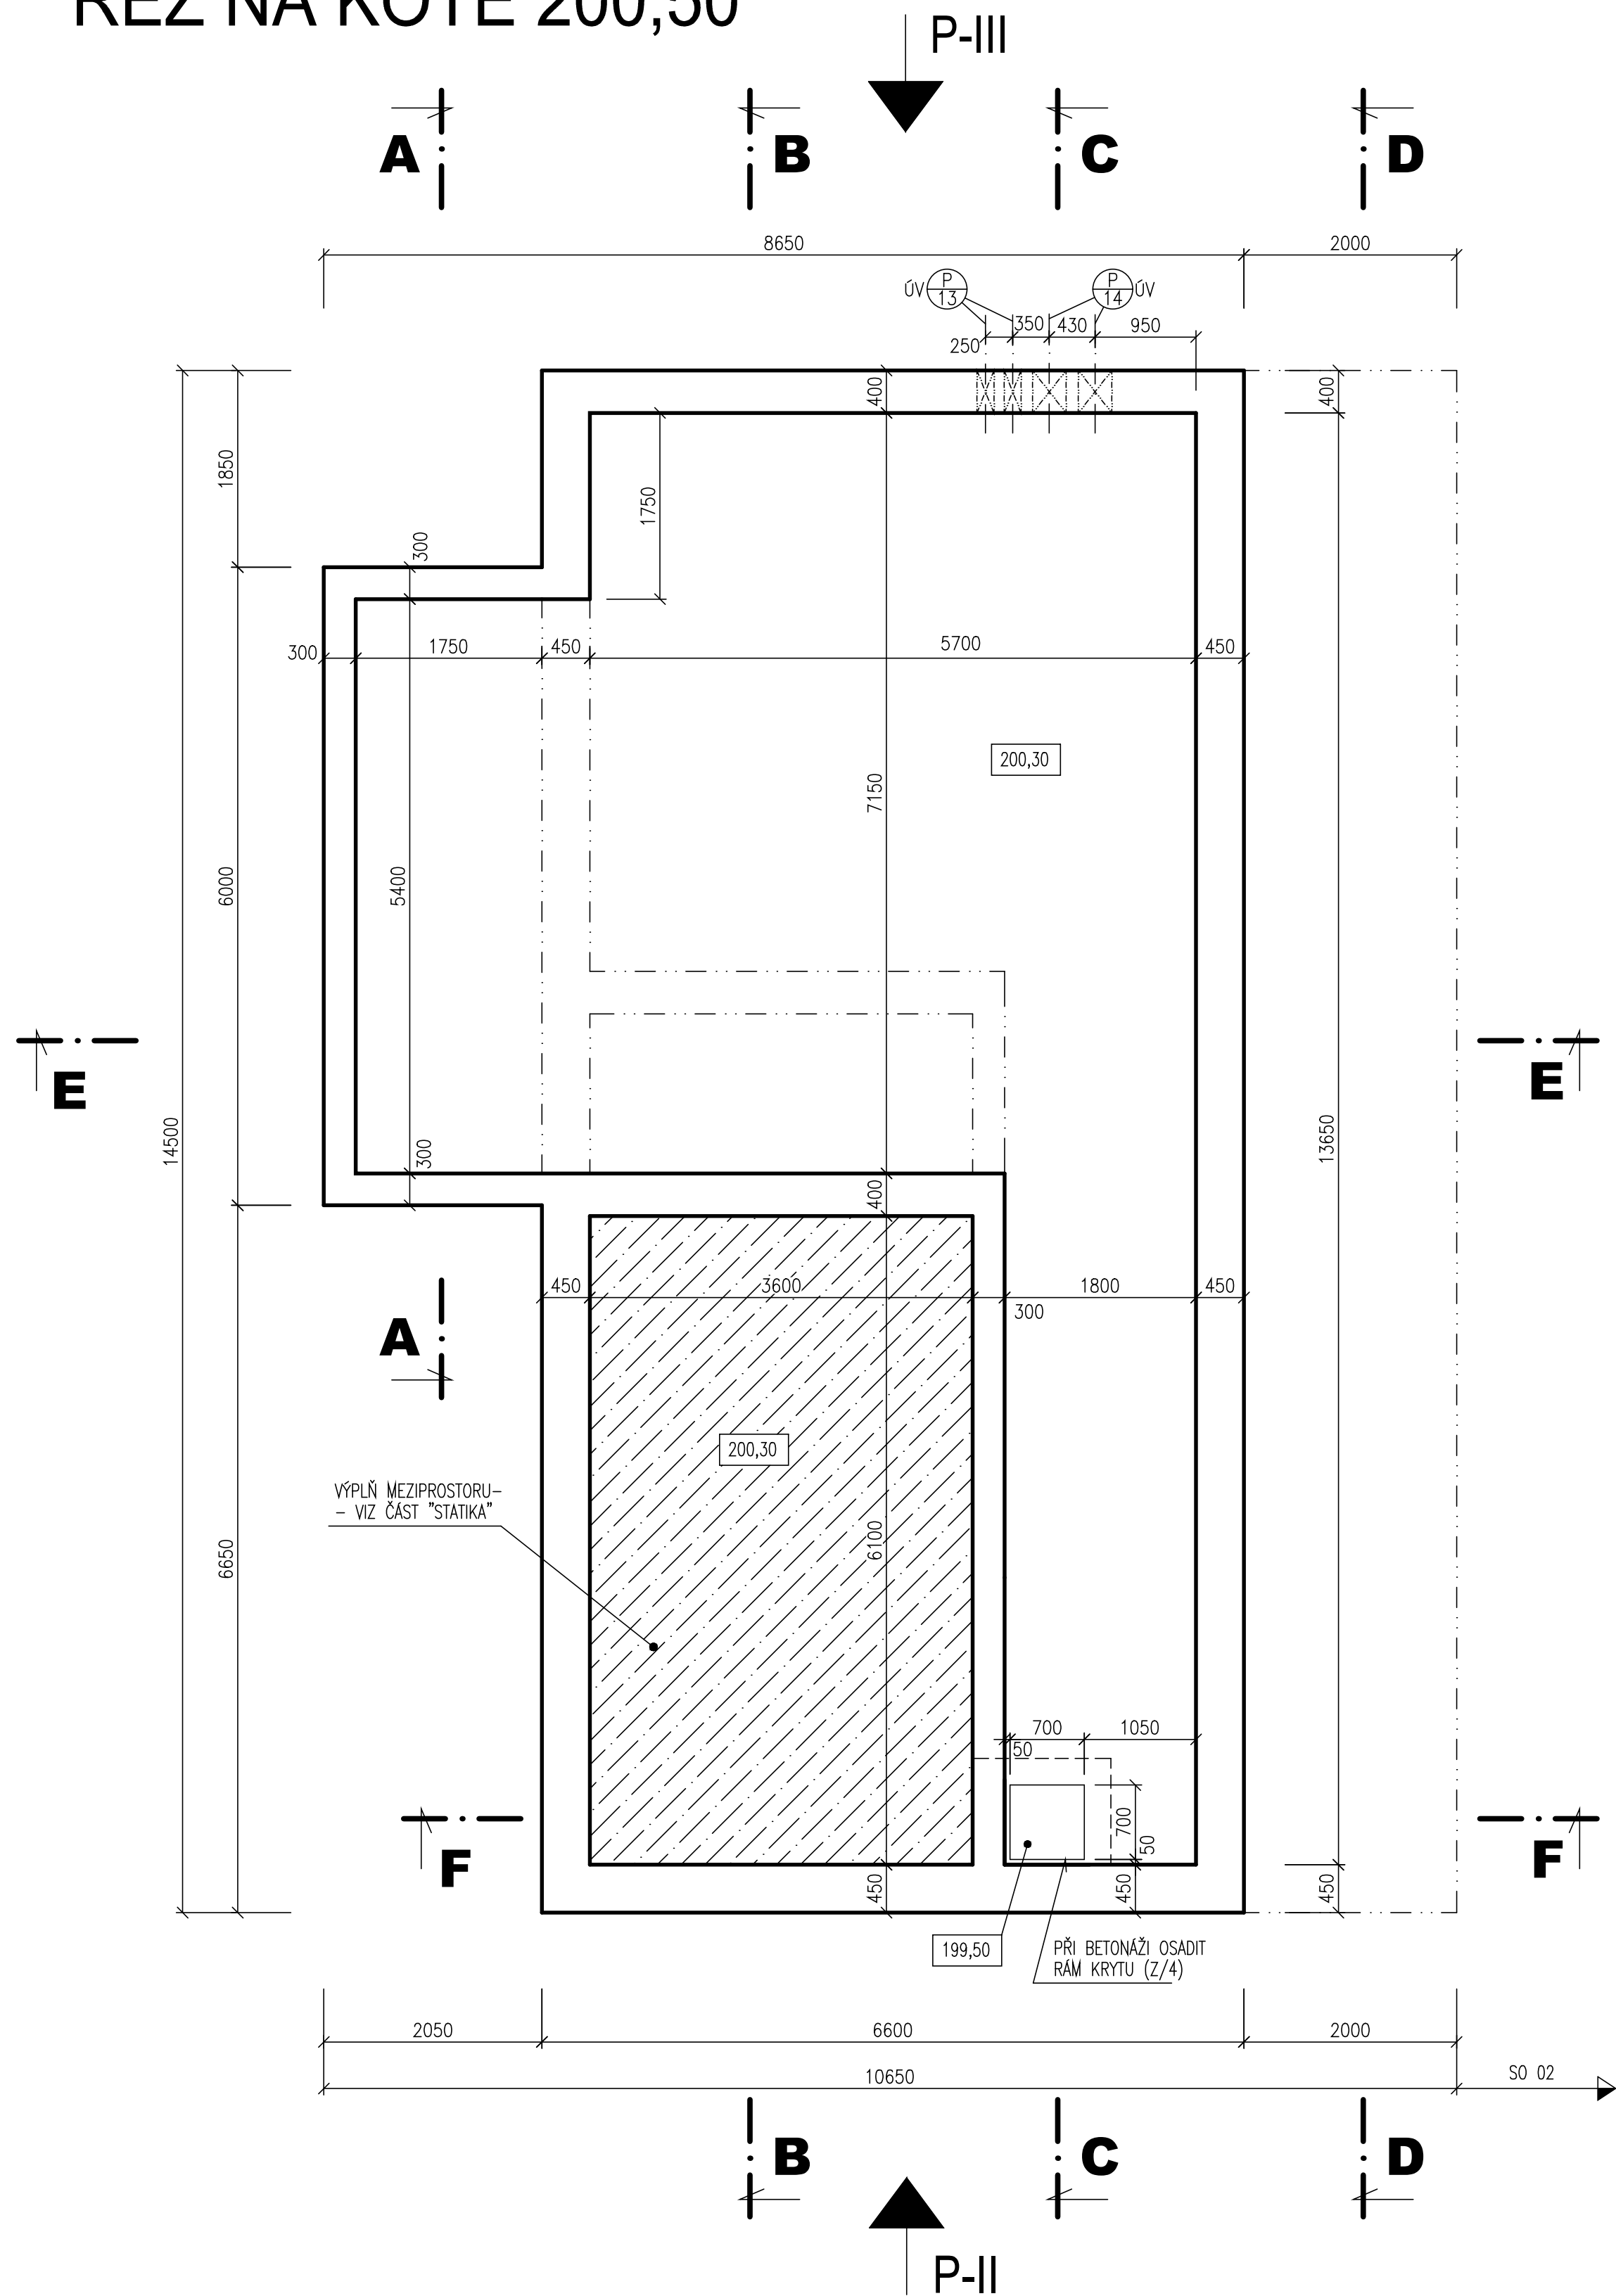 ŘEZ NA KÓTĚ 200,50
P-III
A
B
C
D
8650
2000
ÚV
P
13
P
14
ÚV
350
430
950
250
400
400
1850
1750
300
300
1750
450
5700
450
200,30
7150
6000
5400
E
E
14500
13650
300
400
450
3600
1800
450
300
A
200,30
VÝPLŇ MEZIPROSTORU-
- VIZ ČÁST "STATIKA"
6100
6650
700
1050
50
700
50
F
F
450
450
450
199,50
PŘI BETONÁŽI OSADIT
RÁM KRYTU (Z/4)
2050
6600
2000
10650
SO 02
B
C
D
P-II